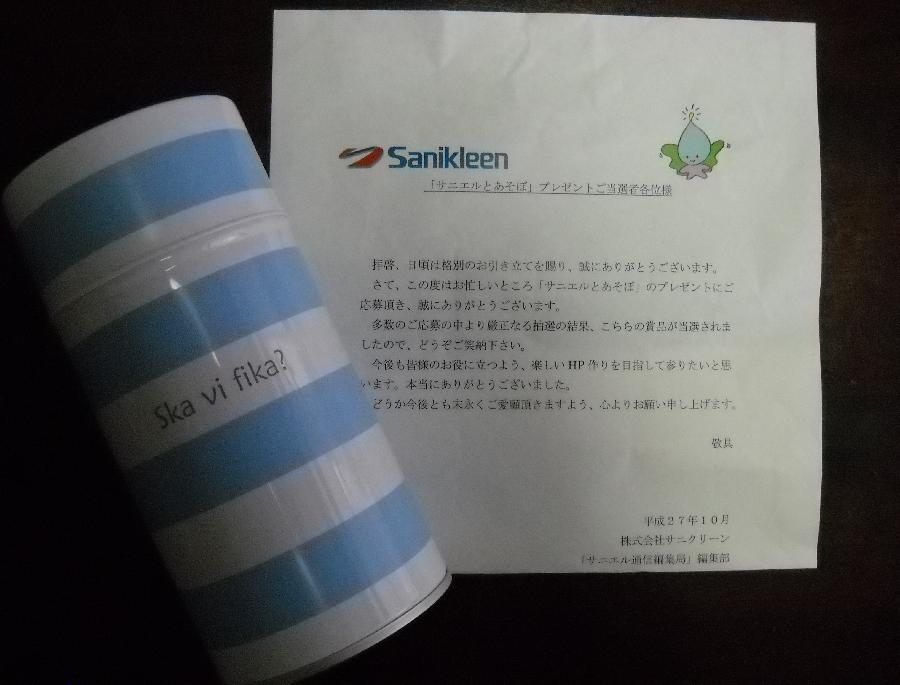 Sanikleen
「サニエルとあそぼ」プレゼントご当選者各位様
拝啓、日頃は格別のお引き立てを賜り、誠にありがとうございます。
さて、この度はお忙しいところ「サニエルとあそぼ」のプレゼントにご
応募頂き、誠にありがとうございます。
多数のご応募の中より厳正なる抽選の結果、こちらの賞品が当選されま
したので、どうぞご笑納下さい。
今後も皆様のお役に立つよう、楽しいHP作りを目指して参りたいと思
います。本当にありがとうございました。
どうか今後とも末永くご愛顧頂きますよう、心よりお願い申し上げます。
敬具
平成27年10月
株式会社サニクリーン
「サニエル通信編集局」編集部
Ska vi fika?